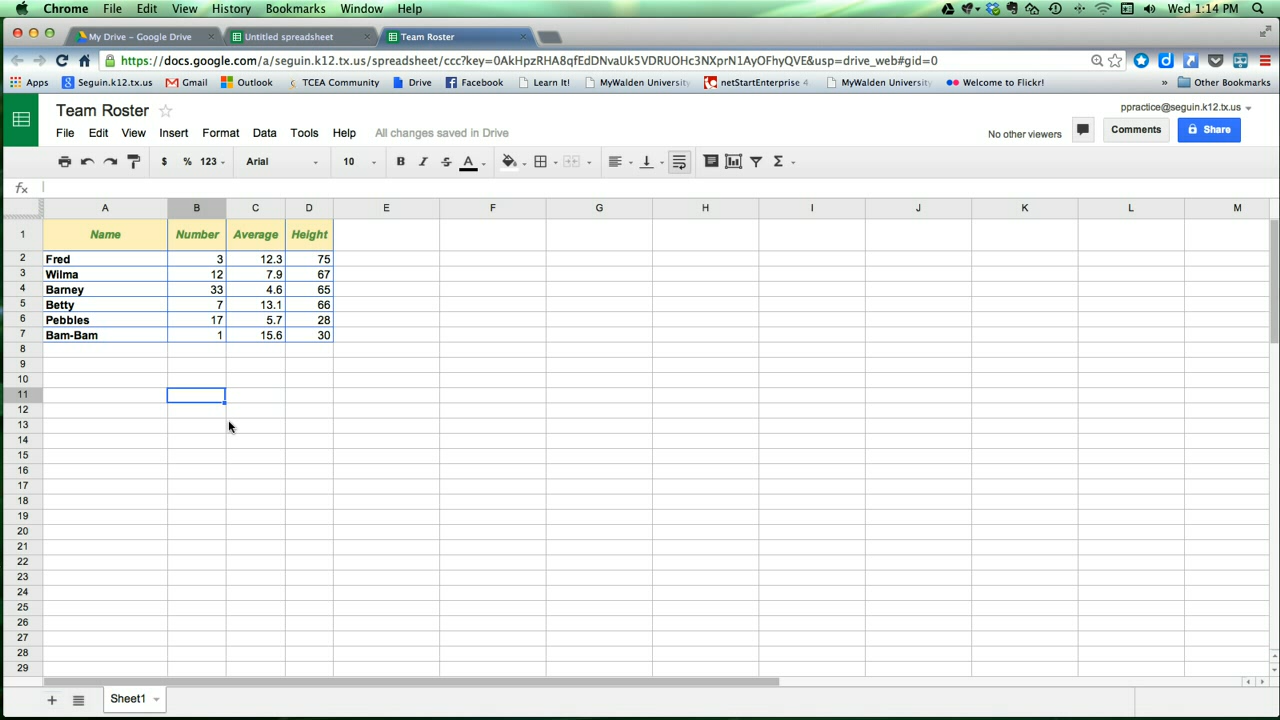 Chrome File Edit View History Bookmarks Window Help Wed 1:14 PM
My Drive – Google Drive Untitled spreadsheet Team Roster
https://docs.google.com/a/seguin.k12.tx.us/spreadsheet/ccc?key=0AkHpzRHA8qfEdDNvaUk5VDRUOHc3NXprN1AyOFhyQVE&usp=drive_web#gid=0
Apps Seguin.k12.tx.us Gmail Outlook TCEA Community Drive Facebook Learn It! MyWalden University netStartEnterprise 4 MyWalden University Welcome to Flickr! » Other Bookmarks
Team Roster ppractice@seguin.k12.tx.us
File Edit View Insert Format Data Tools Help All changes saved in Drive No other viewers Comments Share
$ % 123 Arial 10 B I S A Σ
fx
A B C D E F G H I J K L M
1 Name Number Average Height
2 Fred 3 12.3 75
3 Wilma 12 7.9 67
4 Barney 33 4.6 65
5 Betty 7 13.1 66
6 Pebbles 17 5.7 28
7 Bam-Bam 1 15.6 30
8
9
10
11
12
13
14
15
16
17
18
19
20
21
22
23
24
25
26
27
28
29
+ Sheet1